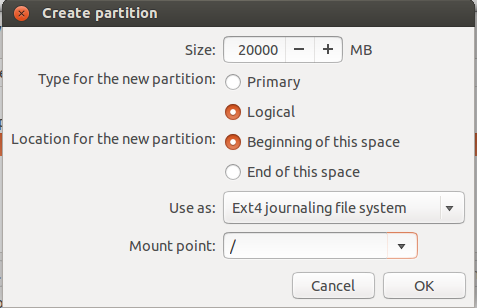 Create partition
Size: 20000 MB
Type for the new partition: Primary
Logical
Location for the new partition: Beginning of this space
End of this space
Use as: Ext4 journaling file system
Mount point: /
Cancel OK